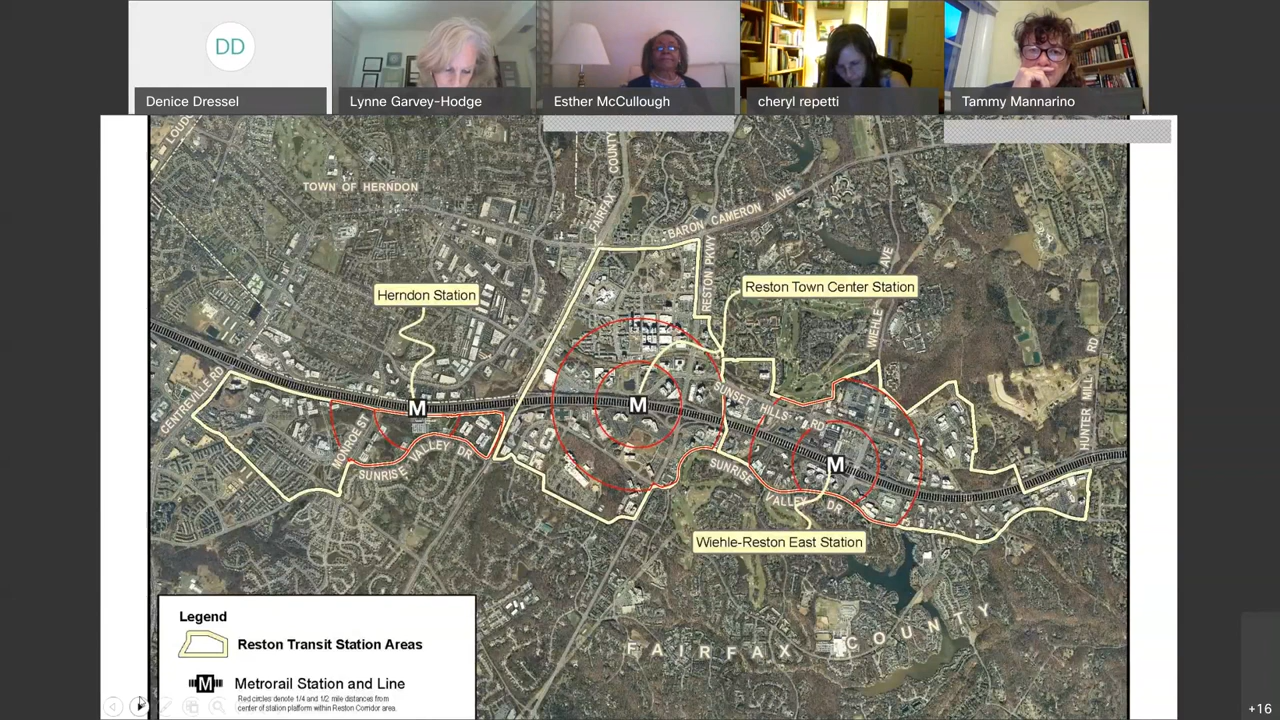 DD
Denice Dressel
Lynne Garvey-Hodge
Esther McCullough
cheryl repetti
Tammy Mannarino
TOWN OF HERNDON
FAIRFAX COUNTY
BARON CAMERON AVE
RESTON PKWY
WIEHLE AVE
Herndon Station
Reston Town Center Station
CENTREVILLE RD
HUNTER MILL RD
M
M
M
MONROE ST
SUNRISE VALLEY DR
SUNSET HILLS RD
SUNRISE VALLEY DR
Wiehle-Reston East Station
FAIRFAX COUNTY
Legend
Reston Transit Station Areas
M
Metrorail Station and Line
Red circles denote 1/4 and 1/2 mile distances from
center of station platform within Reston Corridor area.
+16